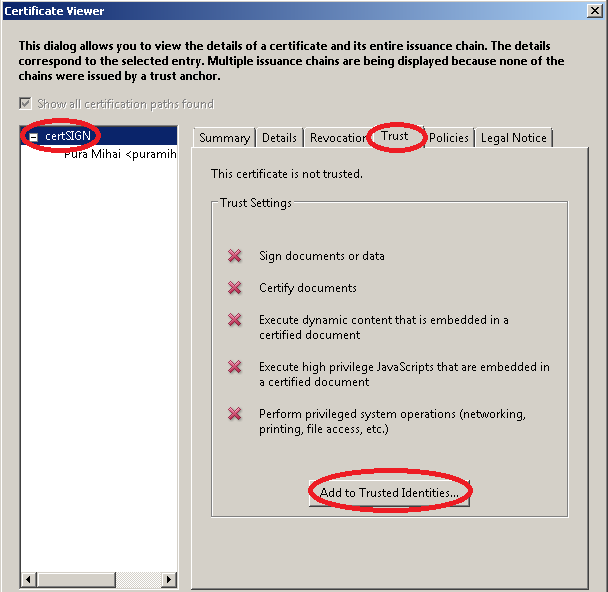 Certificate Viewer
This dialog allows you to view the details of a certificate and its entire issuance chain. The details
correspond to the selected entry. Multiple issuance chains are being displayed because none of the
chains were issued by a trust anchor.
Show all certification paths found
certSIGN
Pura Mihai <puramih
Summary Details Revocation Trust Policies Legal Notice
This certificate is not trusted.
Trust Settings
Sign documents or data
Certify documents
Execute dynamic content that is embedded in a
certified document
Execute high privilege JavaScripts that are embedded in
a certified document
Perform privileged system operations (networking,
printing, file access, etc.)
Add to Trusted Identities...